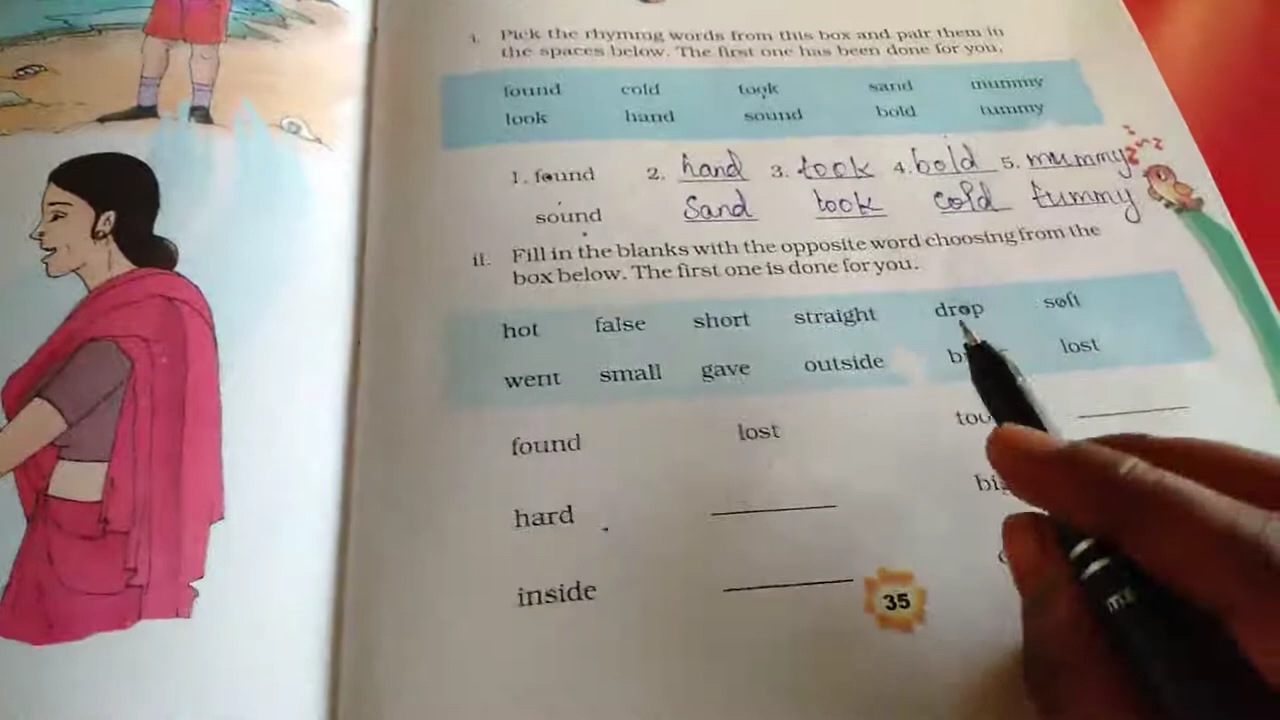 i. Pick the rhyming words from this box and pair them in
the spaces below. The first one has been done for you.
found cold took sand mummy
look hand sound bold tummy
1. found 2. hand 3. took 4. bold 5. mummy
sound Sand took cold tummy
ii. Fill in the blanks with the opposite word choosing from the
box below. The first one is done for you.
hot false short straight drop soft
went small gave outside lost
found lost
hard
inside
35